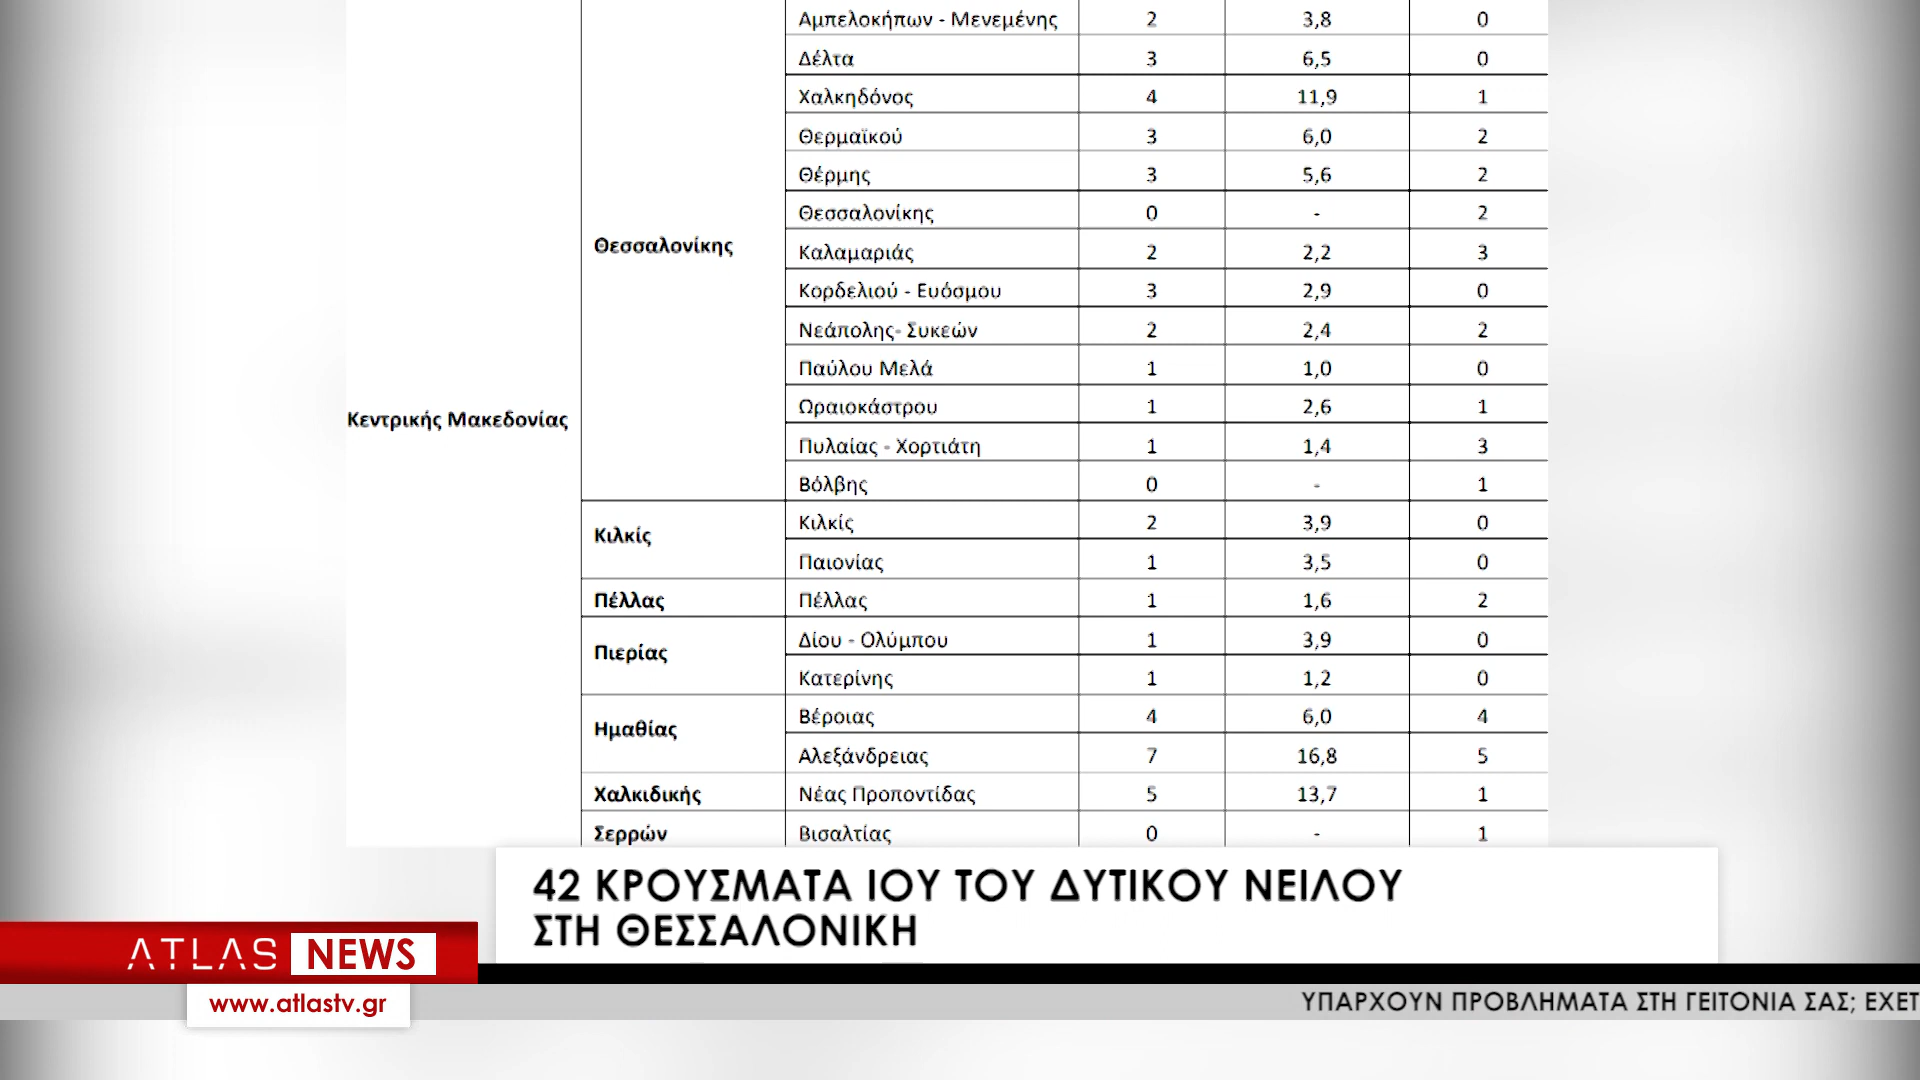 Αμπελοκήπων - Μενεμένης 2 3,8 0
Δέλτα 3 6,5 0
Χαλκηδόνος 4 11,9 1
Θερμαϊκού 3 6,0 2
Θέρμης 3 5,6 2
Θεσσαλονίκης 0 - 2
Θεσσαλονίκης
Καλαμαριάς 2 2,2 3
Κορδελιού - Ευόσμου 3 2,9 0
Νεάπολης- Συκεών 2 2,4 2
Παύλου Μελά 1 1,0 0
Ωραιοκάστρου 1 2,6 1
Κεντρικής Μακεδονίας
Πυλαίας - Χορτιάτη 1 1,4 3
Βόλβης 0 - 1
Κιλκίς
Κιλκίς 2 3,9 0
Παιονίας 1 3,5 0
Πέλλας Πέλλας 1 1,6 2
Πιερίας
Δίου - Ολύμπου 1 3,9 0
Κατερίνης 1 1,2 0
Ημαθίας
Βέροιας 4 6,0 4
Αλεξάνδρειας 7 16,8 5
Χαλκιδικής Νέας Προποντίδας 5 13,7 1
Σερρών Βισαλτίας 0 - 1
42 ΚΡΟΥΣΜΑΤΑ ΙΟΥ ΤΟΥ ΔΥΤΙΚΟΥ ΝΕΙΛΟΥ
ΣΤΗ ΘΕΣΣΑΛΟΝΙΚΗ
ATLAS NEWS
www.atlastv.gr
ΥΠΑΡΧΟΥΝ ΠΡΟΒΛΗΜΑΤΑ ΣΤΗ ΓΕΙΤΟΝΙΑ ΣΑΣ; ΕΧΕΤ